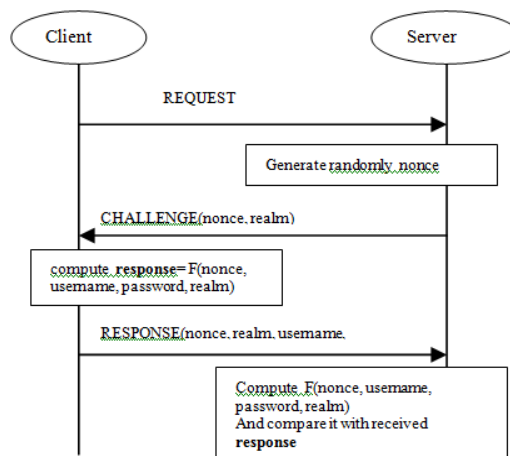 Client
Server
REQUEST
Generate randomly nonce
CHALLENGE(nonce, realm)
compute response= F(nonce,
username, password, realm)
RESPONSE(nonce, realm, username,
Compute F(nonce, username,
password, realm)
And compare it with received
response